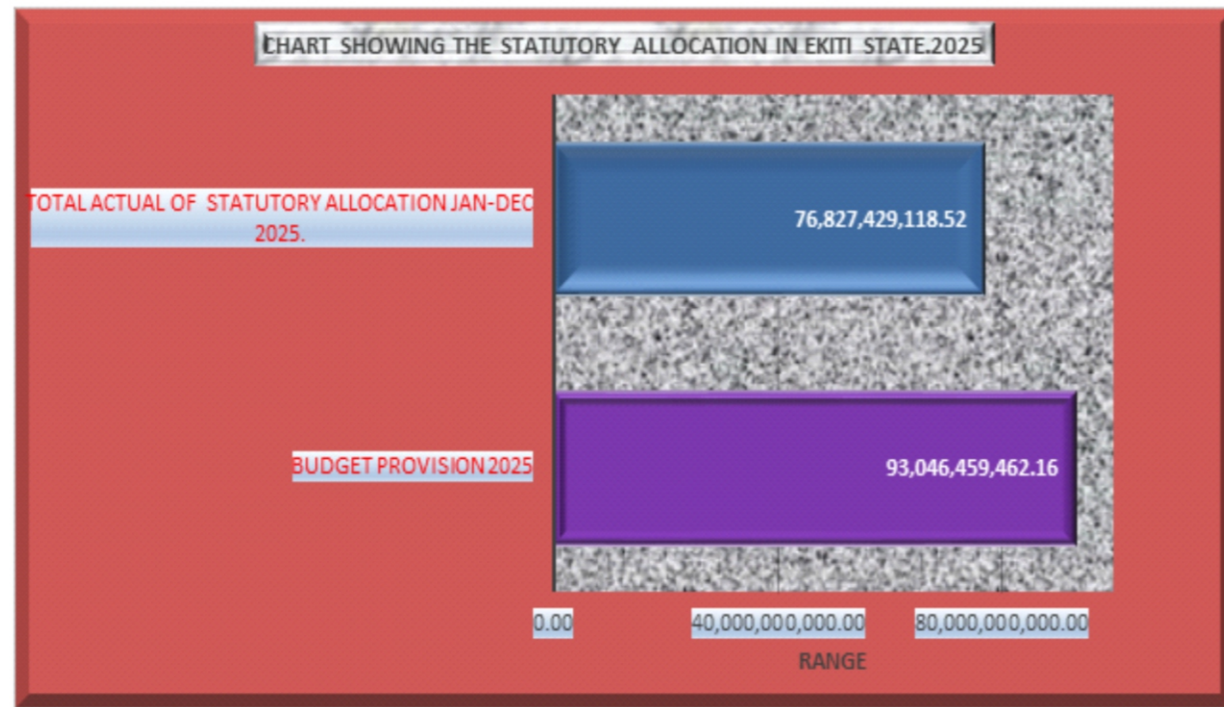 CHART SHOWING THE STATUTORY ALLOCATION IN EKITI STATE.2025
TOTAL ACTUAL OF STATUTORY ALLOCATION JAN-DEC
2025.
76,827,429,118.52
BUDGET PROVISION 2025
93,046,459,462.16
0.00 40,000,000,000.00 80,000,000,000.00
RANGE